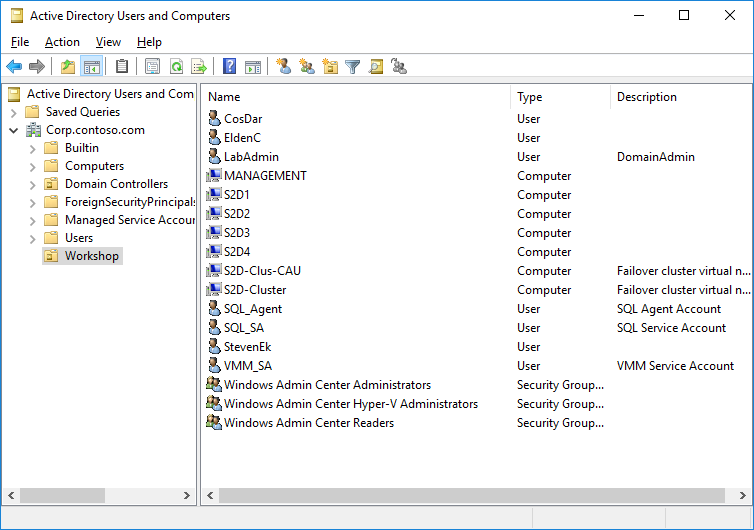 Active Directory Users and Computers
File Action View Help
Active Directory Users and Com
Saved Queries
Corp.contoso.com
Builtin
Computers
Domain Controllers
ForeignSecurityPrincipals
Managed Service Accour
Users
Workshop
Name Type Description
CosDar User
EldenC User
LabAdmin User DomainAdmin
MANAGEMENT Computer
S2D1 Computer
S2D2 Computer
S2D3 Computer
S2D4 Computer
S2D-Clus-CAU Computer Failover cluster virtual n...
S2D-Cluster Computer Failover cluster virtual n...
SQL_Agent User SQL Agent Account
SQL_SA User SQL Service Account
StevenEk User
VMM_SA User VMM Service Account
Windows Admin Center Administrators Security Group...
Windows Admin Center Hyper-V Administrators Security Group...
Windows Admin Center Readers Security Group...